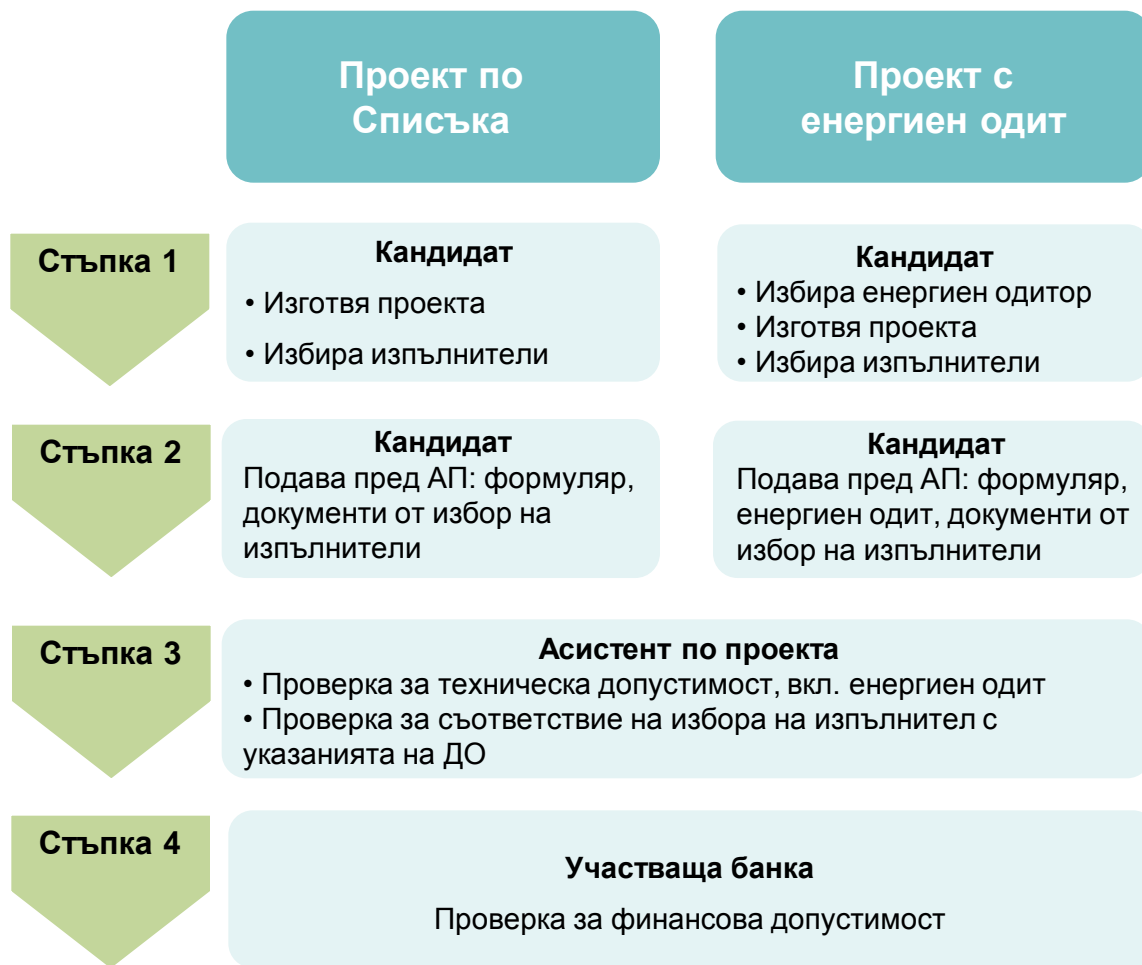 Проект по
Списъка
Проект с
енергиен одит
Стъпка 1
Кандидат
• Изготвя проекта
• Избира изпълнители
Кандидат
• Избира енергиен одитор
• Изготвя проекта
• Избира изпълнители
Стъпка 2
Кандидат
Подава пред АП: формуляр,
документи от избор на
изпълнители
Кандидат
Подава пред АП: формуляр,
енергиен одит, документи от
избор на изпълнители
Стъпка 3
Асистент по проекта
• Проверка за техническа допустимост, вкл. енергиен одит
• Проверка за съответствие на избора на изпълнител с
указанията на ДО
Стъпка 4
Участваща банка
Проверка за финансова допустимост